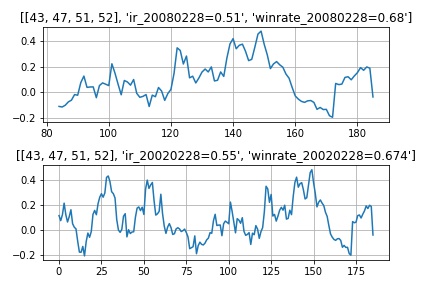 [[43, 47, 51, 52], 'ir_20080228=0.51', 'winrate_20080228=0.68']
0.4
0.2
0.0
−0.2
80 100 120 140 160 180
[[43, 47, 51, 52], 'ir_20020228=0.55', 'winrate_20020228=0.674']
0.4
0.2
0.0
−0.2
0 25 50 75 100 125 150 175